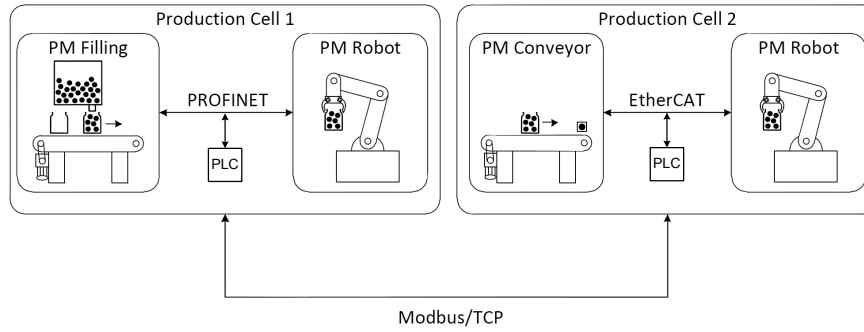 Production Cell 1
Production Cell 2
PM Filling
PM Robot
PM Conveyor
PM Robot
PROFINET
EtherCAT
PLC
PLC
Modbus/TCP